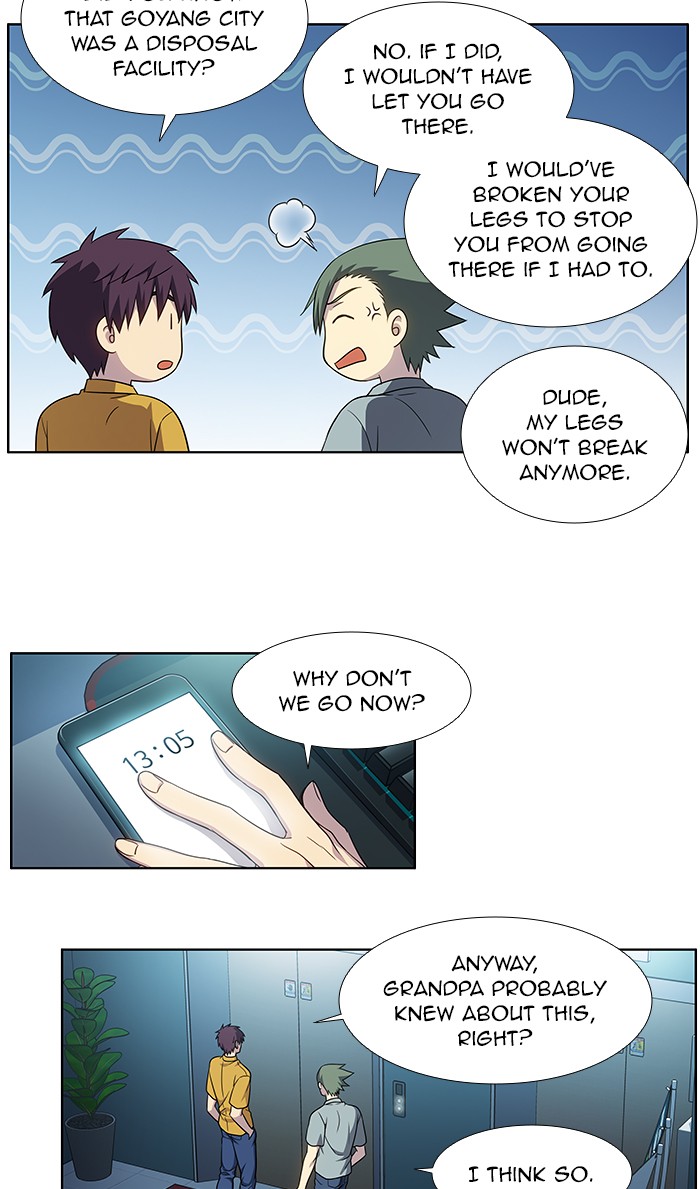 THAT GOYANG CITY
WAS A DISPOSAL
FACILITY?
NO. IF I DID,
I WOULDN'T HAVE
LET YOU GO
THERE.
I WOULD'VE
BROKEN YOUR
LEGS TO STOP
YOU FROM GOING
THERE IF I HAD TO.
DUDE,
MY LEGS
WON'T BREAK
ANYMORE.
WHY DON'T
WE GO NOW?
13:05
ANYWAY,
GRANDPA PROBABLY
KNEW ABOUT THIS,
RIGHT?
I THINK SO.